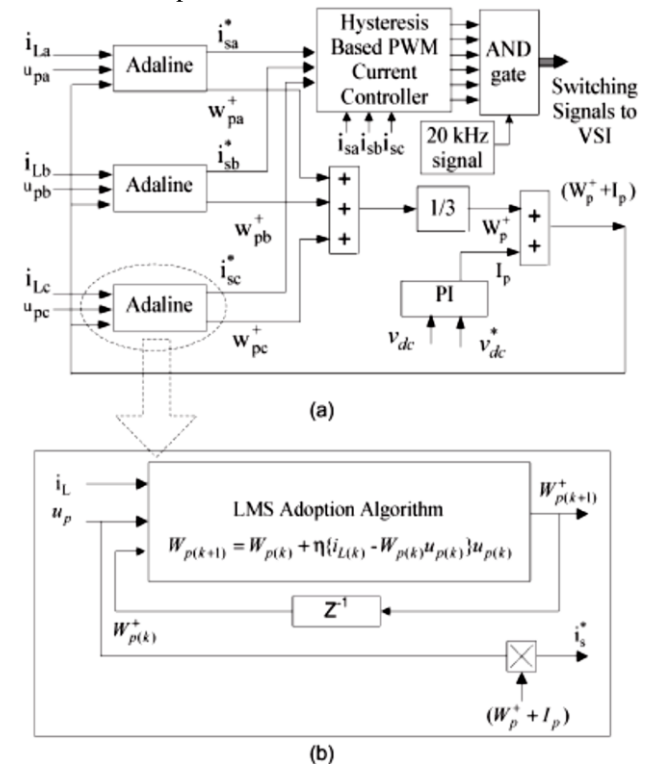 i_La
u_pa
Adaline
i*_sa
w⁺_pa
i_Lb
u_pb
Adaline
i*_sb
w⁺_pb
i_Lc
u_pc
Adaline
i*_sc
w⁺_pc
Hysteresis
Based PWM
Current
Controller
i_sa i_sb i_sc
AND
gate
Switching
Signals to
VSI
20 kHz
signal
+
+
+
1/3
W⁺_p
+
+
(W⁺_p+I_p)
I_p
PI
v_dc
v*_dc
(a)
i_L
u_p
LMS Adoption Algorithm
W_p(k+1) = W_p(k) + η{i_L(k) - W_p(k)u_p(k)}u_p(k)
W⁺_p(k+1)
Z⁻¹
W⁺_p(k)
i*_s
(W⁺_p + I_p)
(b)